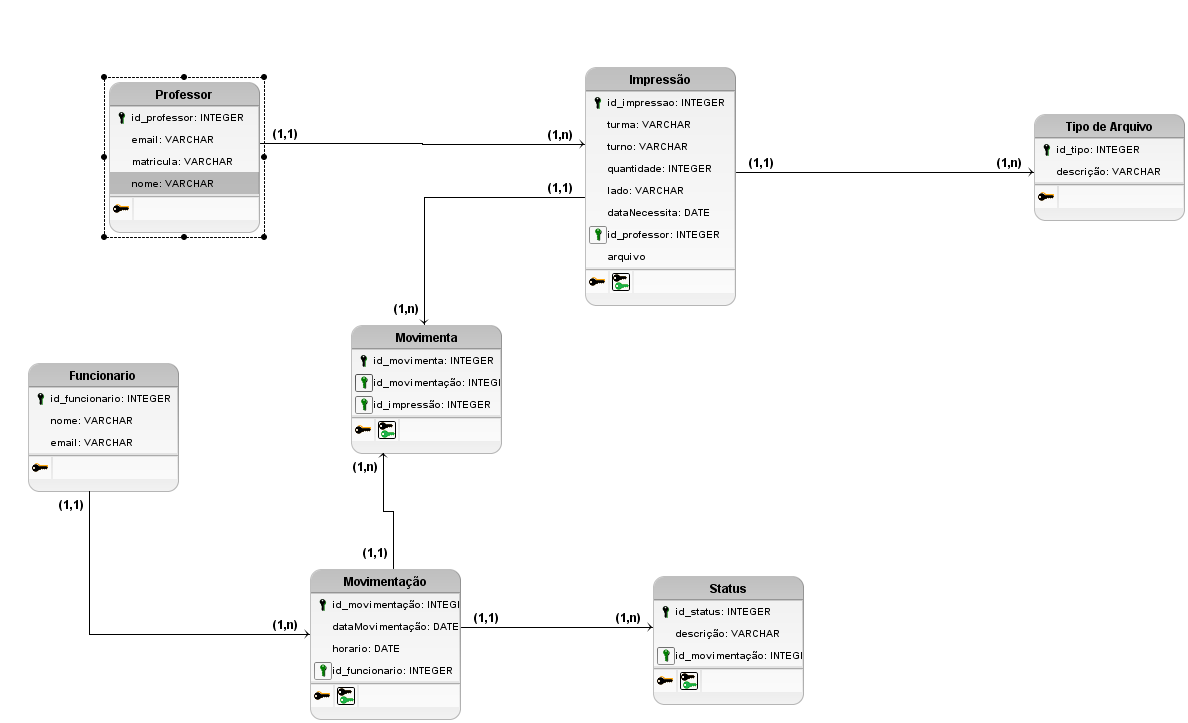 Professor
id_professor: INTEGER
email: VARCHAR
matricula: VARCHAR
nome: VARCHAR
(1,1)
(1,n)
Impressão
id_impressao: INTEGER
turma: VARCHAR
turno: VARCHAR
quantidade: INTEGER
lado: VARCHAR
dataNecessita: DATE
id_professor: INTEGER
arquivo
(1,1)
(1,n)
Tipo de Arquivo
id_tipo: INTEGER
descrição: VARCHAR
(1,1)
(1,n)
Movimenta
id_movimenta: INTEGER
id_movimentação: INTEGI
id_impressão: INTEGER
(1,n)
(1,1)
Funcionario
id_funcionario: INTEGER
nome: VARCHAR
email: VARCHAR
(1,1)
(1,n)
Movimentação
id_movimentação: INTEGI
dataMovimentação: DATE
horario: DATE
id_funcionario: INTEGER
(1,1)
(1,n)
Status
id_status: INTEGER
descrição: VARCHAR
id_movimentação: INTEGI